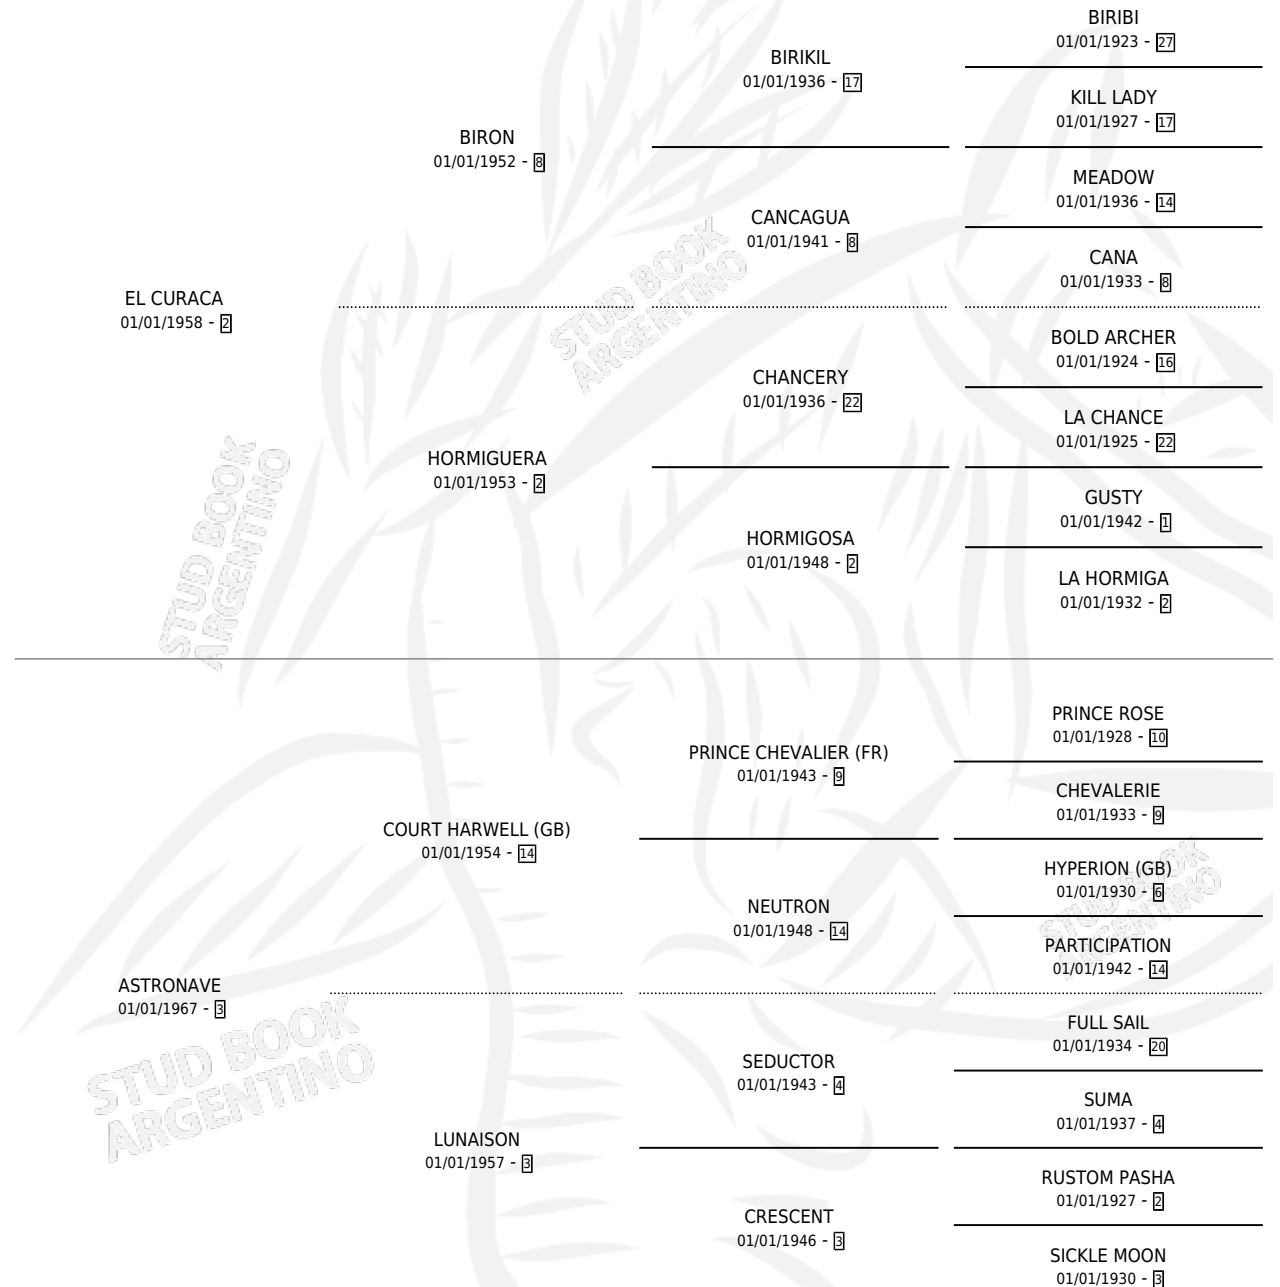 BIRIBI
01/01/1923 - 27
BIRIKIL
01/01/1936 - 17
KILL LADY
01/01/1927 - 17
BIRON
01/01/1952 - 8
MEADOW
01/01/1936 - 14
CANCAGUA
01/01/1941 - 8
CANA
01/01/1933 - 8
EL CURACA
01/01/1958 - 2
BOLD ARCHER
01/01/1924 - 16
CHANCERY
01/01/1936 - 22
LA CHANCE
01/01/1925 - 22
HORMIGUERA
01/01/1953 - 2
GUSTY
01/01/1942 - 1
HORMIGOSA
01/01/1948 - 2
LA HORMIGA
01/01/1932 - 2
PRINCE ROSE
01/01/1928 - 10
PRINCE CHEVALIER (FR)
01/01/1943 - 9
CHEVALERIE
01/01/1933 - 9
COURT HARWELL (GB)
01/01/1954 - 14
HYPERION (GB)
01/01/1930 - 6
NEUTRON
01/01/1948 - 14
PARTICIPATION
01/01/1942 - 14
ASTRONAVE
01/01/1967 - 3
FULL SAIL
01/01/1934 - 20
SEDUCTOR
01/01/1943 - 4
SUMA
01/01/1937 - 4
LUNAISON
01/01/1957 - 3
RUSTOM PASHA
01/01/1927 - 2
CRESCENT
01/01/1946 - 3
SICKLE MOON
01/01/1930 - 3
STUD BOOK
ARGENTINO
STUD BOOK
ARGENTINO
STUD BOOK
ARGENTINO
STUD BOOK
ARGENTINO